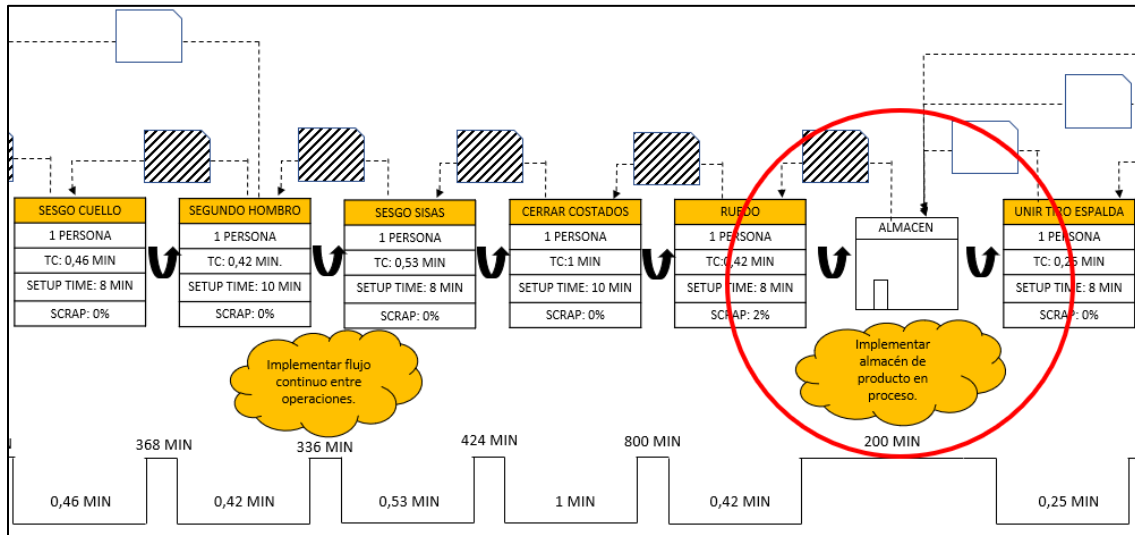 SESGO CUELLO
1 PERSONA
TC: 0,46 MIN
SETUP TIME: 8 MIN
SCRAP: 0%
SEGUNDO HOMBRO
1 PERSONA
TC: 0,42 MIN.
SETUP TIME: 10 MIN
SCRAP: 0%
SESGO SISAS
1 PERSONA
TC: 0,53 MIN
SETUP TIME: 8 MIN
SCRAP: 0%
CERRAR COSTADOS
1 PERSONA
TC:1 MIN
SETUP TIME: 10 MIN
SCRAP: 0%
RUEDO
1 PERSONA
TC:0,42 MIN
SETUP TIME: 8 MIN
SCRAP: 2%
ALMACEN
UNIR TIRO ESPALDA
1 PERSONA
TC: 0,25 MIN
SETUP TIME: 8 MIN
SCRAP: 0%
Implementar flujo
continuo entre
operaciones.
Implementar
almacén de
producto en
proceso.
368 MIN
336 MIN
424 MIN
800 MIN
200 MIN
0,46 MIN
0,42 MIN
0,53 MIN
1 MIN
0,42 MIN
0,25 MIN